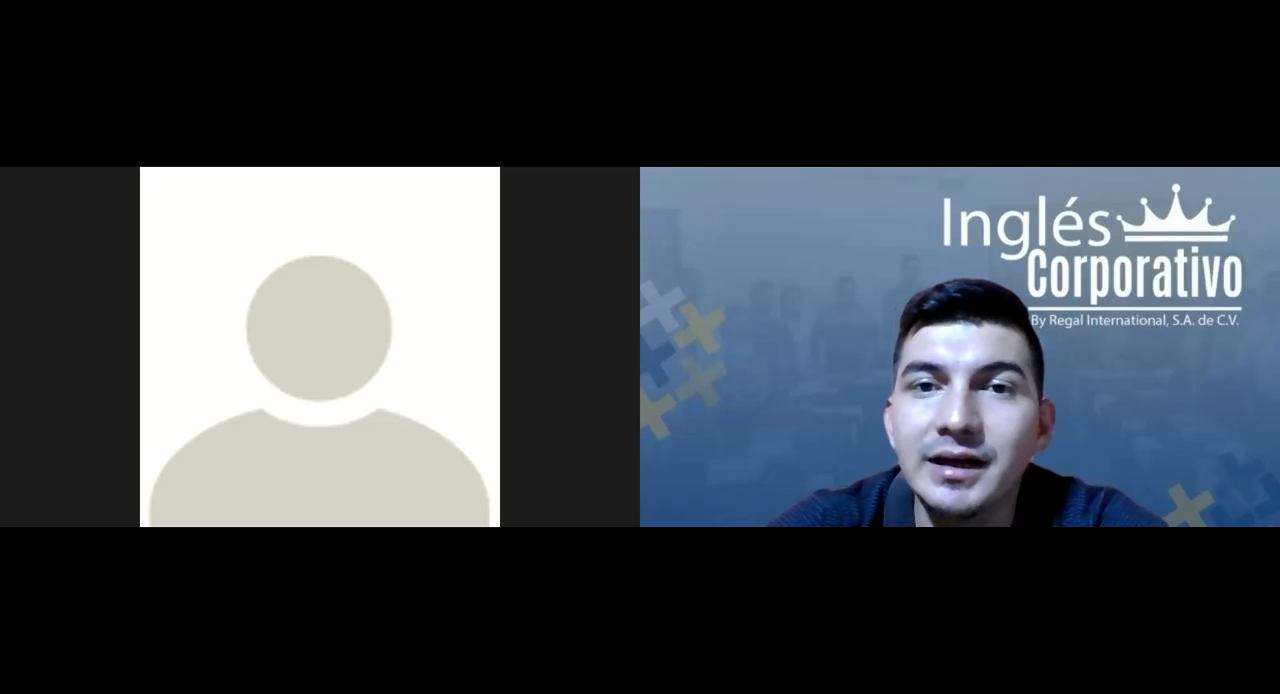 Inglés
Corporativo
By Regal International, S.A. de C.V.